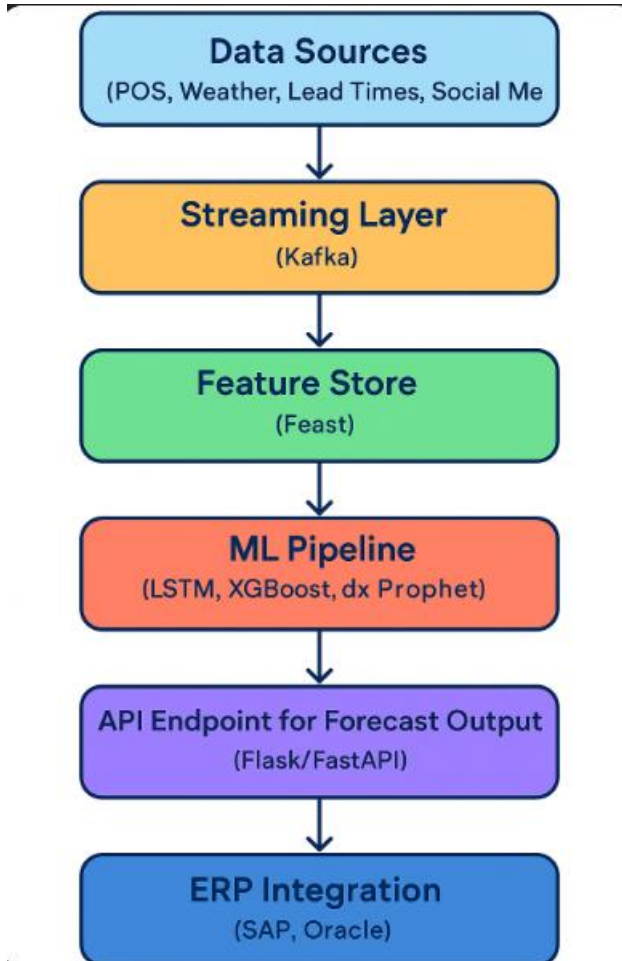 Data Sources
(POS, Weather, Lead Times, Social Me
Streaming Layer
(Kafka)
Feature Store
(Feast)
ML Pipeline
(LSTM, XGBoost, dx Prophet)
API Endpoint for Forecast Output
(Flask/FastAPI)
ERP Integration
(SAP, Oracle)